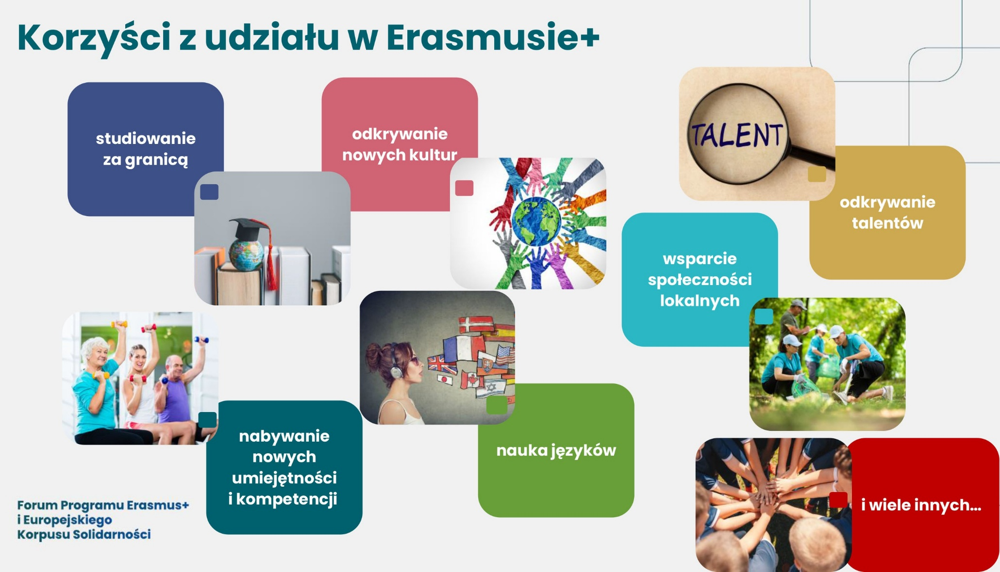 Korzyści z udziału w Erasmusie+
studiowanie
za granicą
odkrywanie
nowych kultur
TALENT
odkrywanie
talentów
wsparcie
społeczności
lokalnych
nabywanie
nowych
umiejętności
i kompetencji
nauka języków
i wiele innych...
Forum Programu Erasmus+
i Europejskiego
Korpusu Solidarności